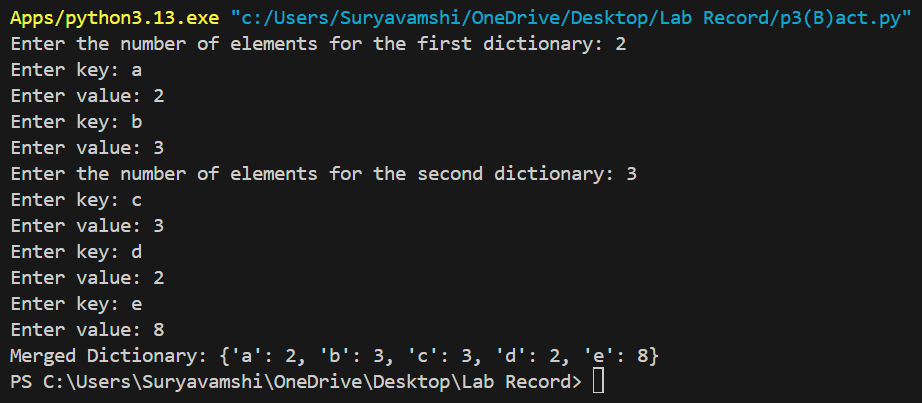 Apps/python3.13.exe "c:/Users/Suryavamshi/OneDrive/Desktop/Lab Record/p3(B)act.py"
Enter the number of elements for the first dictionary: 2
Enter key: a
Enter value: 2
Enter key: b
Enter value: 3
Enter the number of elements for the second dictionary: 3
Enter key: c
Enter value: 3
Enter key: d
Enter value: 2
Enter key: e
Enter value: 8
Merged Dictionary: {'a': 2, 'b': 3, 'c': 3, 'd': 2, 'e': 8}
PS C:\Users\Suryavamshi\OneDrive\Desktop\Lab Record>